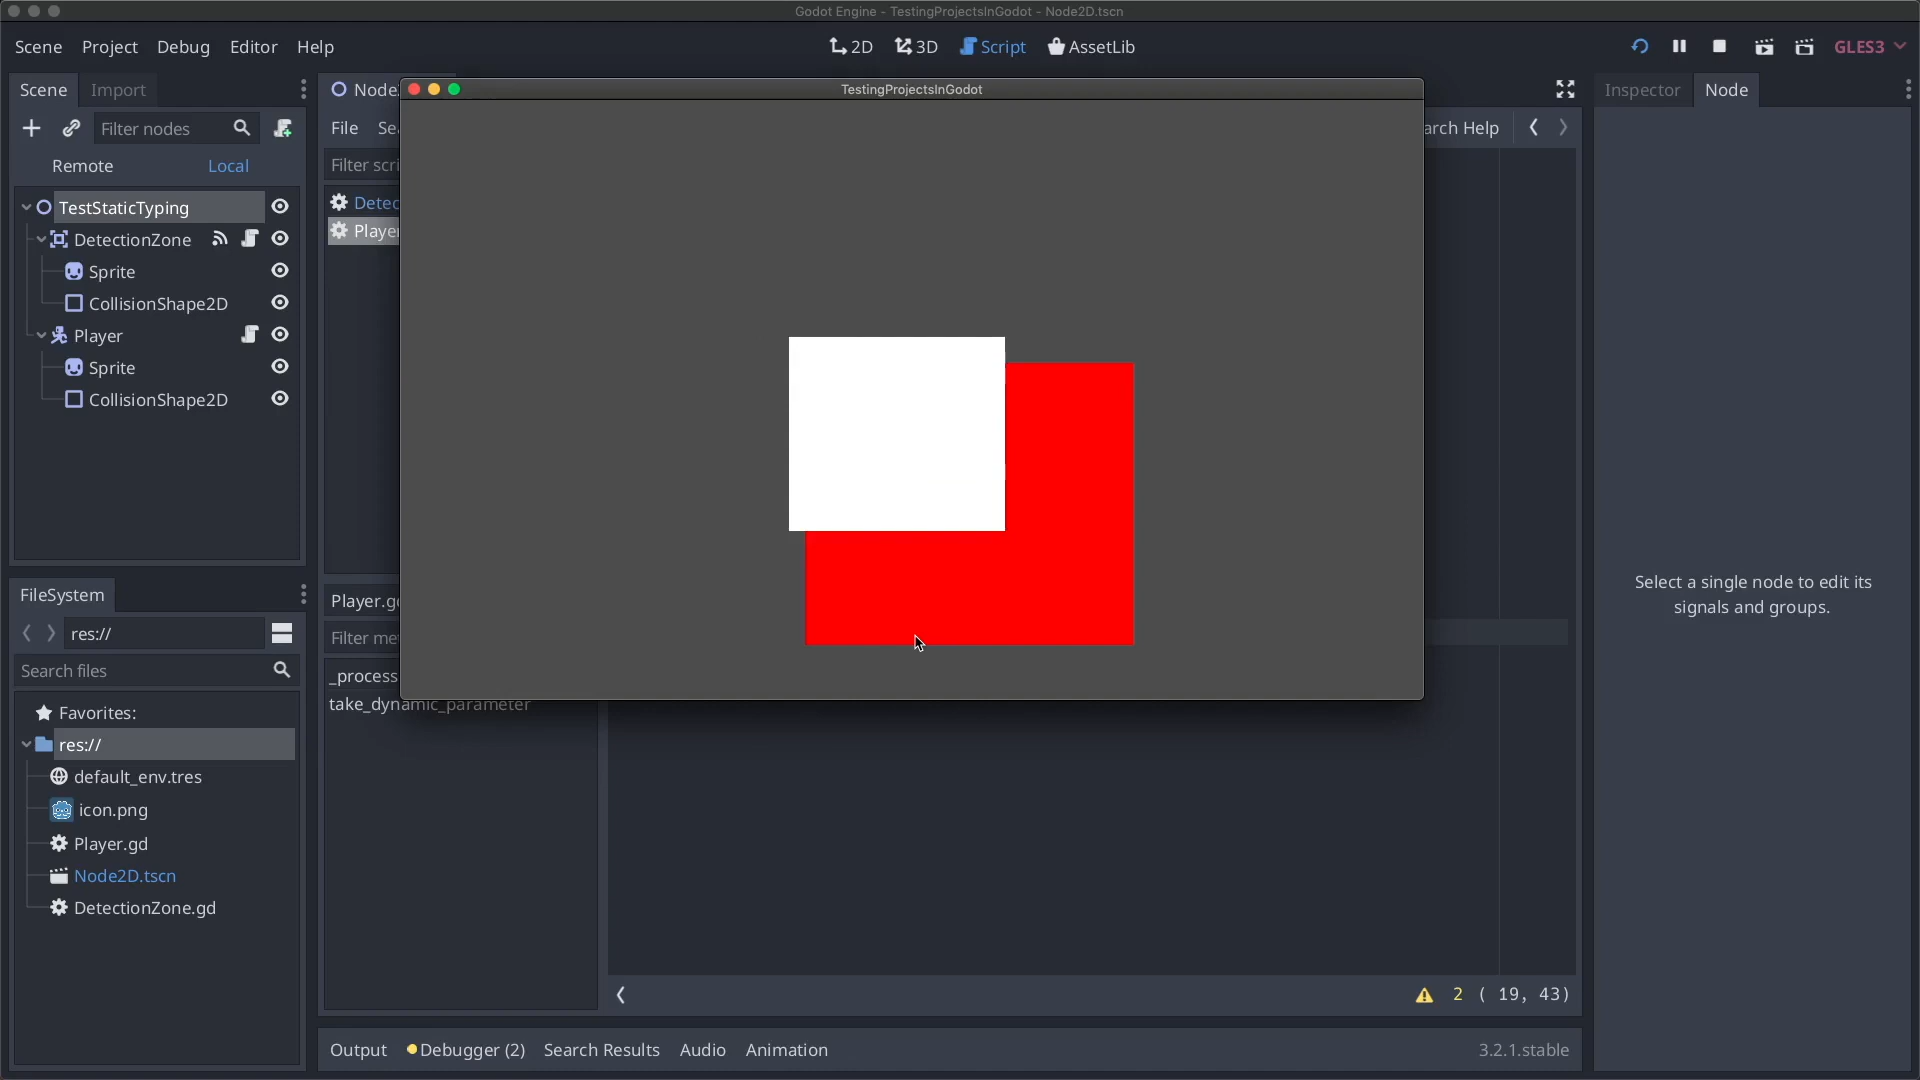 Godot Engine - TestingProjectsInGodot - Node2D.tscn
Scene Project Debug Editor Help
2D 3D Script AssetLib
GLES3
Scene Import
Filter nodes
Remote Local
TestStaticTyping
DetectionZone
Sprite
CollisionShape2D
Player
Sprite
CollisionShape2D
FileSystem
res://
Search files
Favorites:
res://
default_env.tres
icon.png
Player.gd
Node2D.tscn
DetectionZone.gd
Node2
TestingProjectsInGodot
File Sea
arch Help
Filter scri
Detec
Player
Player.gd
Filter met
_process
take_dynamic_parameter
2 ( 19, 43)
Output Debugger (2) Search Results Audio Animation
3.2.1.stable
Inspector Node
Select a single node to edit its
signals and groups.